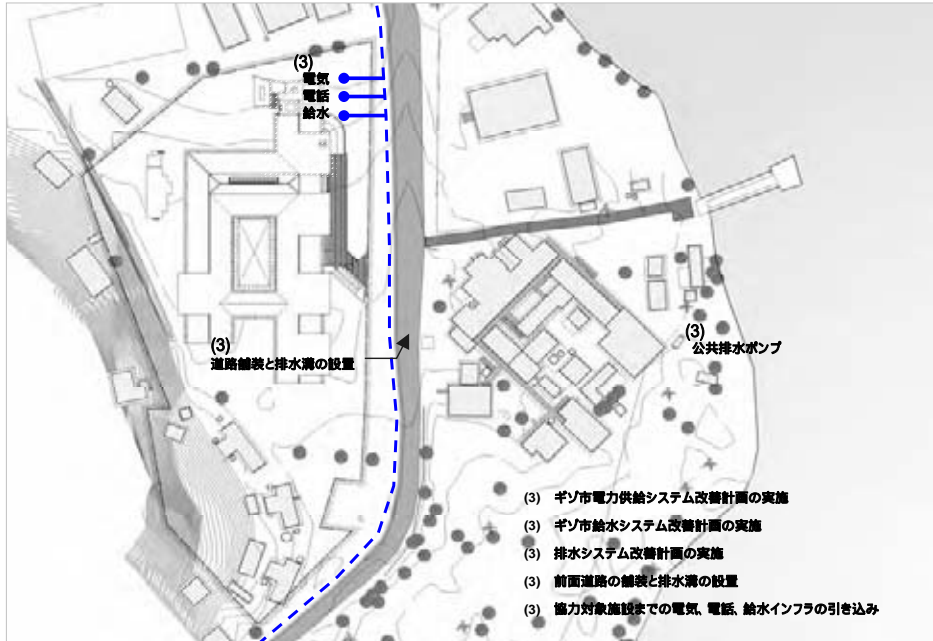 (3)
電気
電話
給水
(3)
道路舗装と排水溝の設置
(3)
公共排水ポンプ
(3) ギゾ市電力供給システム改善計画の実施
(3) ギゾ市給水システム改善計画の実施
(3) 排水システム改善計画の実施
(3) 前面道路の舗装と排水溝の設置
(3) 協力対象施設までの電気、電話、給水インフラの引き込み